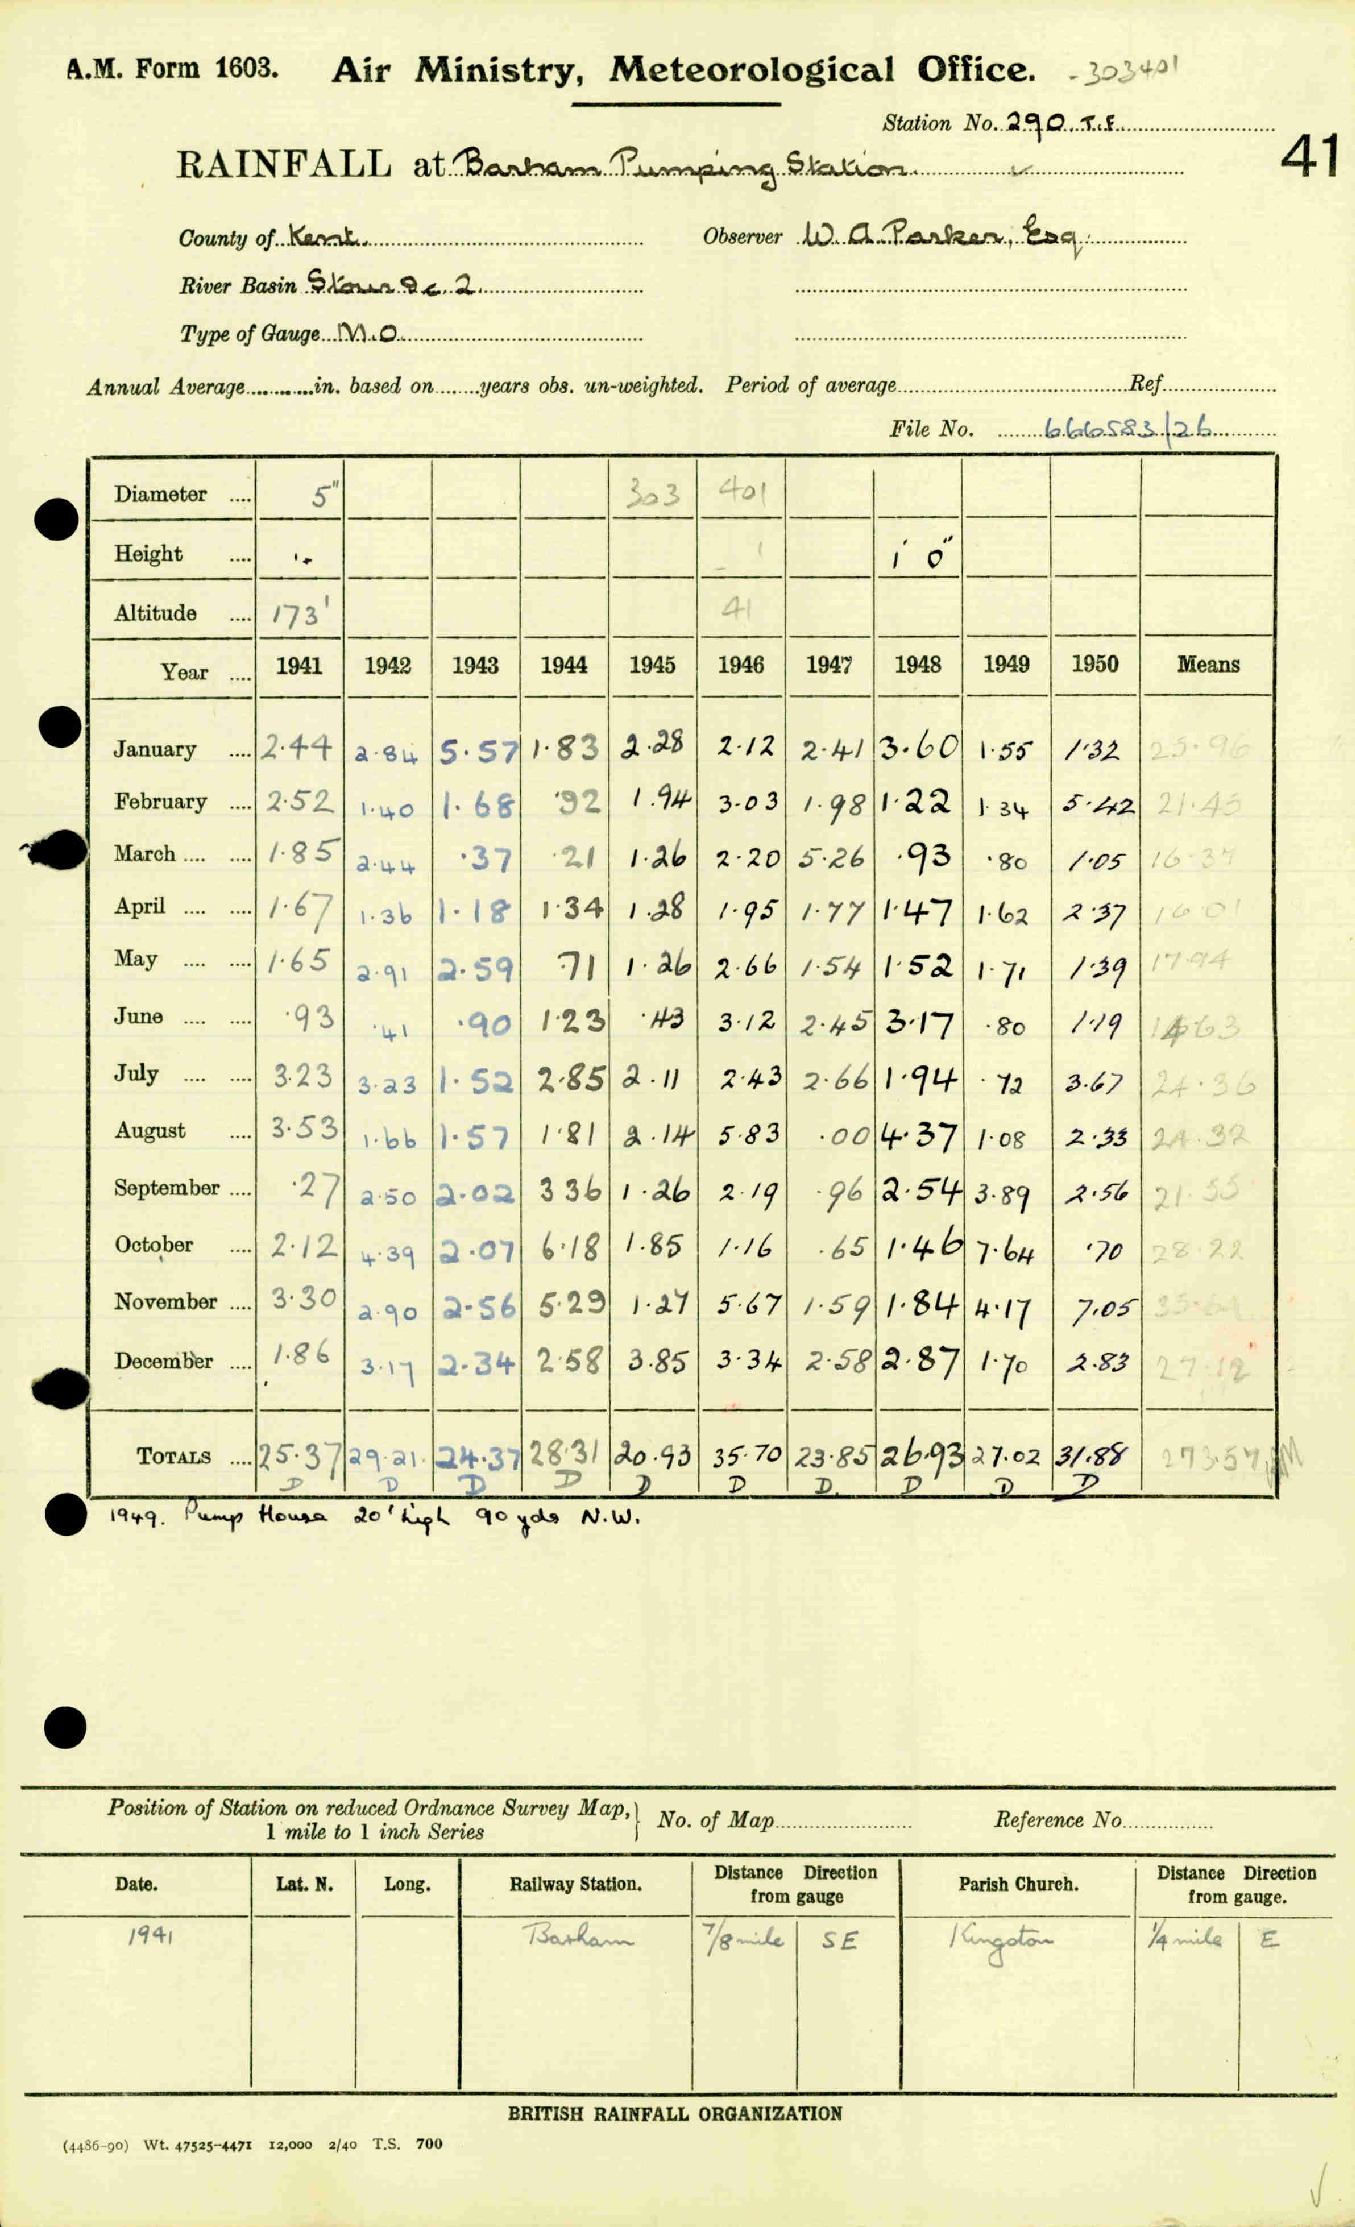 A.M. Form 1603. Air Ministry, Meteorological Office. -303401
Station No. 290 T.F.
41
RAINFALL at Barham Pumping Station
County of Kent. Observer W. A. Parker, Esq.
River Basin Stour &c 2
Type of Gauge M.O.
Annual Average in. based on years obs. un-weighted. Period of average Ref.
File No. 666583/26
Diameter .... 5" 303 401
Height .... 1' 0"
Altitude .... 173' 41
Year .... 1941 1942 1943 1944 1945 1946 1947 1948 1949 1950 Means
January .... 2.44 2.84 5.57 1.83 2.28 2.12 2.41 3.60 1.55 1.32 25.96
February .... 2.52 1.40 1.68 .92 1.94 3.03 1.98 1.22 1.34 5.42 21.45
March .... .... 1.85 2.44 .37 .21 1.26 2.20 5.26 .93 .80 1.05 16.37
April .... .... 1.67 1.36 1.18 1.34 1.28 1.95 1.77 1.47 1.62 2.37 16.01
May .... .... 1.65 2.91 2.59 .71 1.26 2.66 1.54 1.52 1.71 1.39 17.94
June .... .... .93 .41 .90 1.23 .43 3.12 2.45 3.17 .80 1.19 14.63
July .... .... 3.23 3.23 1.52 2.85 2.11 2.43 2.66 1.94 .72 3.67 24.36
August .... 3.53 1.66 1.57 1.81 2.14 5.83 .00 4.37 1.08 2.33 24.32
September .... .27 2.50 2.02 3 36 1.26 2.19 .96 2.54 3.89 2.56 21.55
October .... 2.12 4.39 2.07 6.18 1.85 1.16 .65 1.46 7.64 .70 28.22
November .... 3.30 2.90 2.56 5.29 1.27 5.67 1.59 1.84 4.17 7.05 35.64
December .... 1.86 3.17 2.34 2.58 3.85 3.34 2.58 2.87 1.70 2.83 27.12
TOTALS .... 25.37 29.21. 24.37 28.31 20.93 35.70 23.85 26.93 27.02 31.88 273.57
D D D D D D D. D D D
1949. Pump House 20' high 90 yds N.W.
Position of Station on reduced Ordnance Survey Map, 1 mile to 1 inch Series No. of Map Reference No.
Date. Lat. N. Long. Railway Station. Distance Direction from gauge Parish Church. Distance Direction from gauge.
1941 Barham 7/8 mile SE Kingston 1/4 mile E
BRITISH RAINFALL ORGANIZATION
(4486-90) Wt. 47525-4471 12,000 2/40 T.S. 700